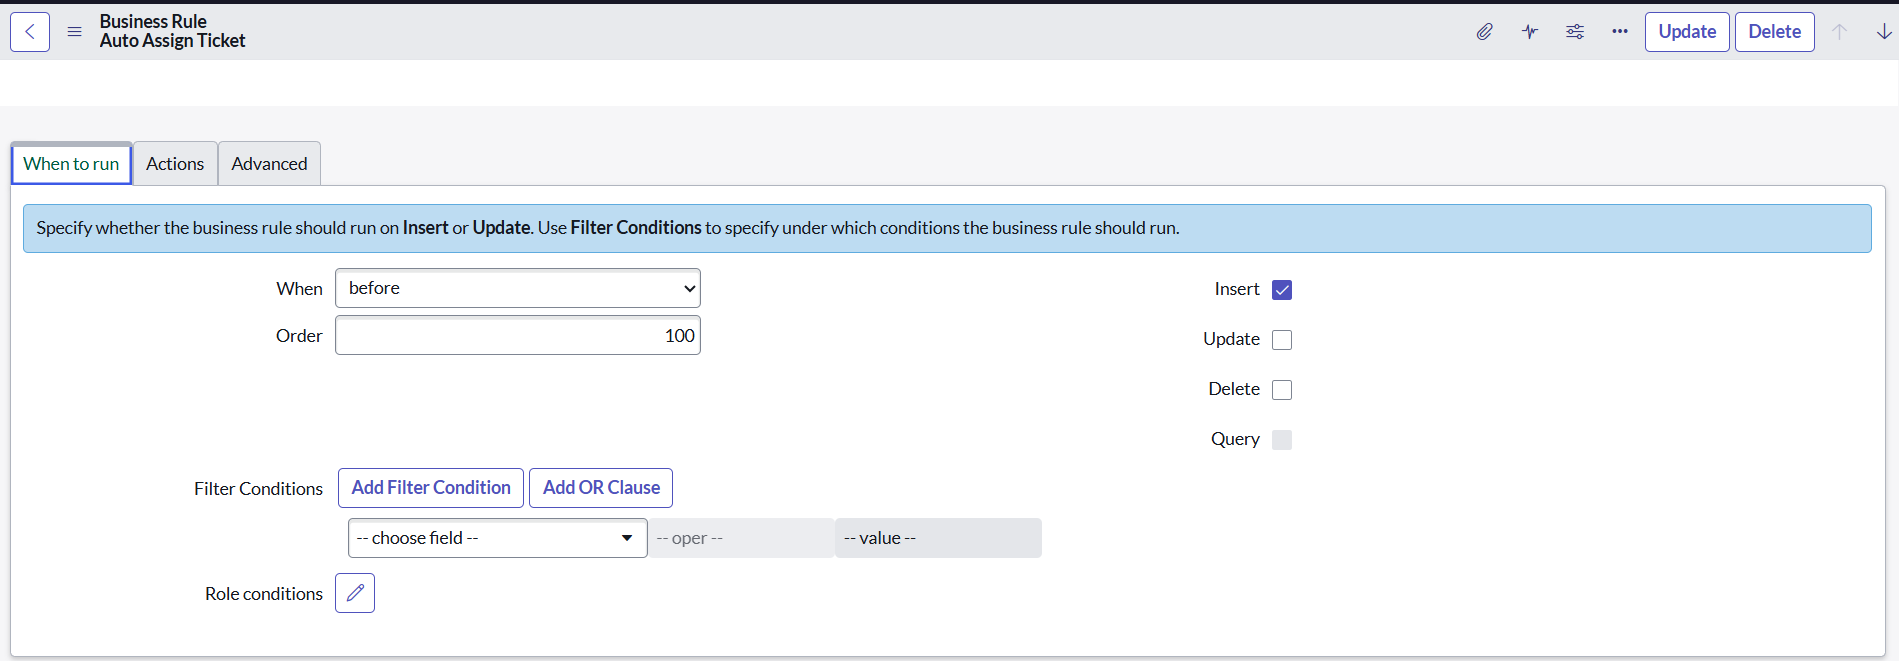 Business Rule
Auto Assign Ticket
Update
Delete
When to run
Actions
Advanced
Specify whether the business rule should run on Insert or Update. Use Filter Conditions to specify under which conditions the business rule should run.
When
before
Insert
Order
100
Update
Delete
Query
Filter Conditions
Add Filter Condition
Add OR Clause
-- choose field --
-- oper --
-- value --
Role conditions